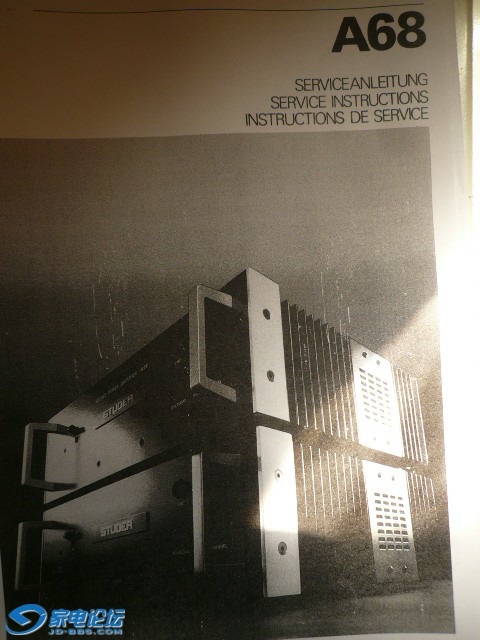 A68
SERVICEANLEITUNG
SERVICE INSTRUCTIONS
INSTRUCTIONS DE SERVICE
STUDER
STUDER
家电论坛
JD-BBS.COM